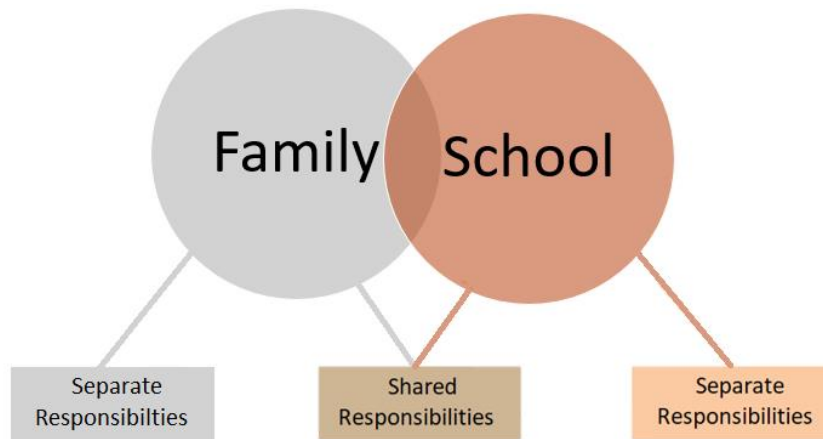 Family
School
Separate
Responsibilties
Shared
Responsibilities
Separate
Responsibilities